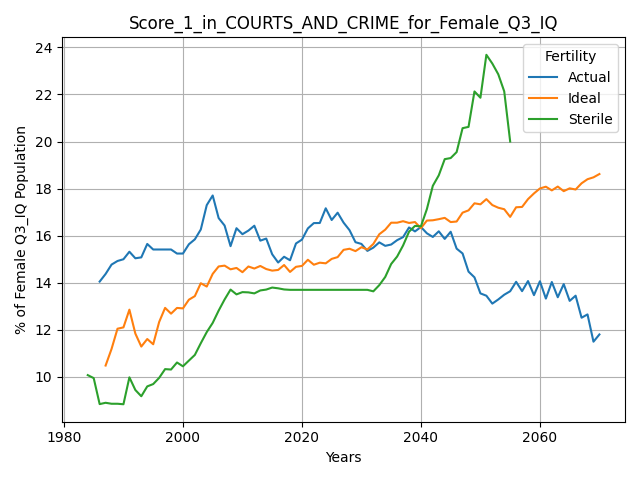 Score_1_in_COURTS_AND_CRIME_for_Female_Q3_IQ
Fertility
Actual
Ideal
Sterile
% of Female Q3_IQ Population
24
22
20
18
16
14
12
10
1980
2000
2020
2040
2060
Years